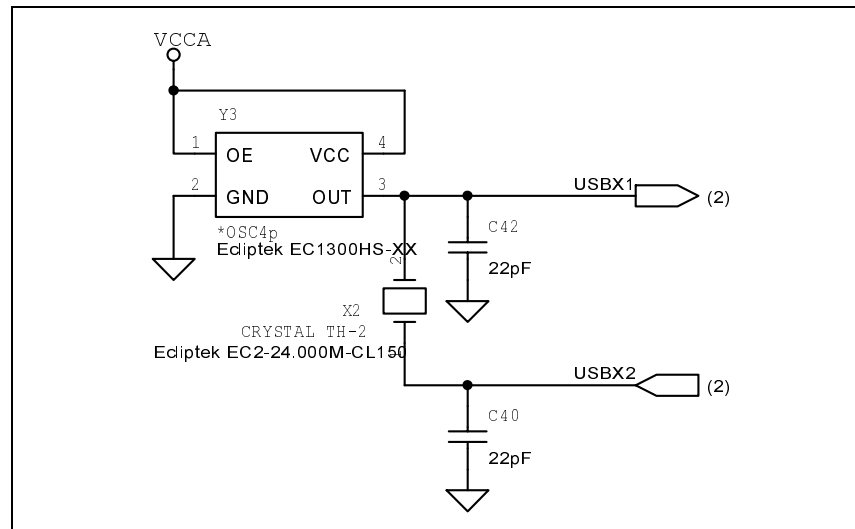 VCCA
Y3
1
OE
VCC
4
2
GND
OUT
3
USBX1
(2)
*OSC4p
Ecliptek EC1300HS-XX
C42
22pF
2
X2
CRYSTAL TH-2
Ecliptek EC2-24.000M-CL150
USBX2
(2)
C40
22pF